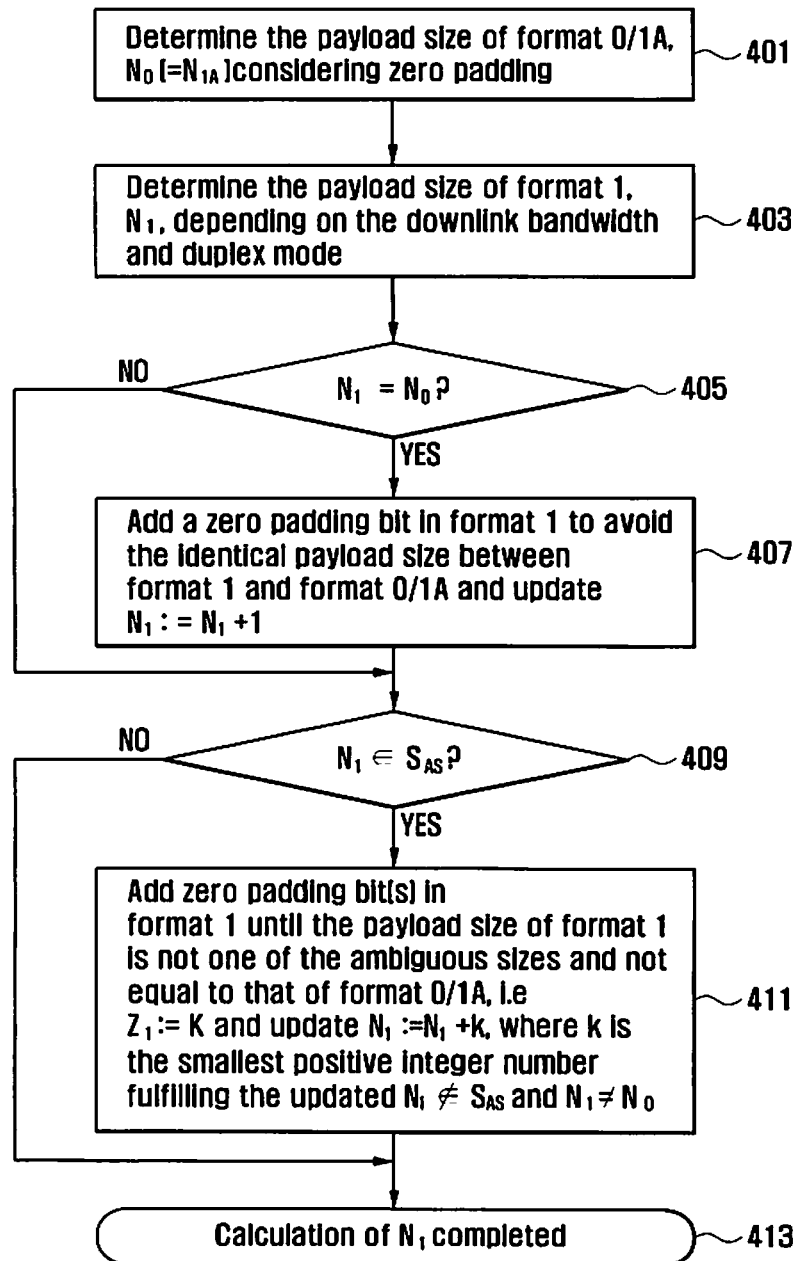 Determine the payload size of format 0/1A,
N₀ (=N₁A) considering zero padding
401
Determine the payload size of format 1,
N₁, depending on the downlink bandwidth
and duplex mode
403
NO
N₁ = N₀?
405
YES
Add a zero padding bit in format 1 to avoid
the identical payload size between
format 1 and format 0/1A and update
N₁ : = N₁ +1
407
NO
N₁ ∈ S_AS?
409
YES
Add zero padding bit(s) in
format 1 until the payload size of format 1
is not one of the ambiguous sizes and not
equal to that of format 0/1A, i.e
Z₁ := K and update N₁ :=N₁ +k, where k is
the smallest positive integer number
fulfilling the updated Nᵢ ∉ S_AS and N₁ ≠ N₀
411
Calculation of N₁ completed
413